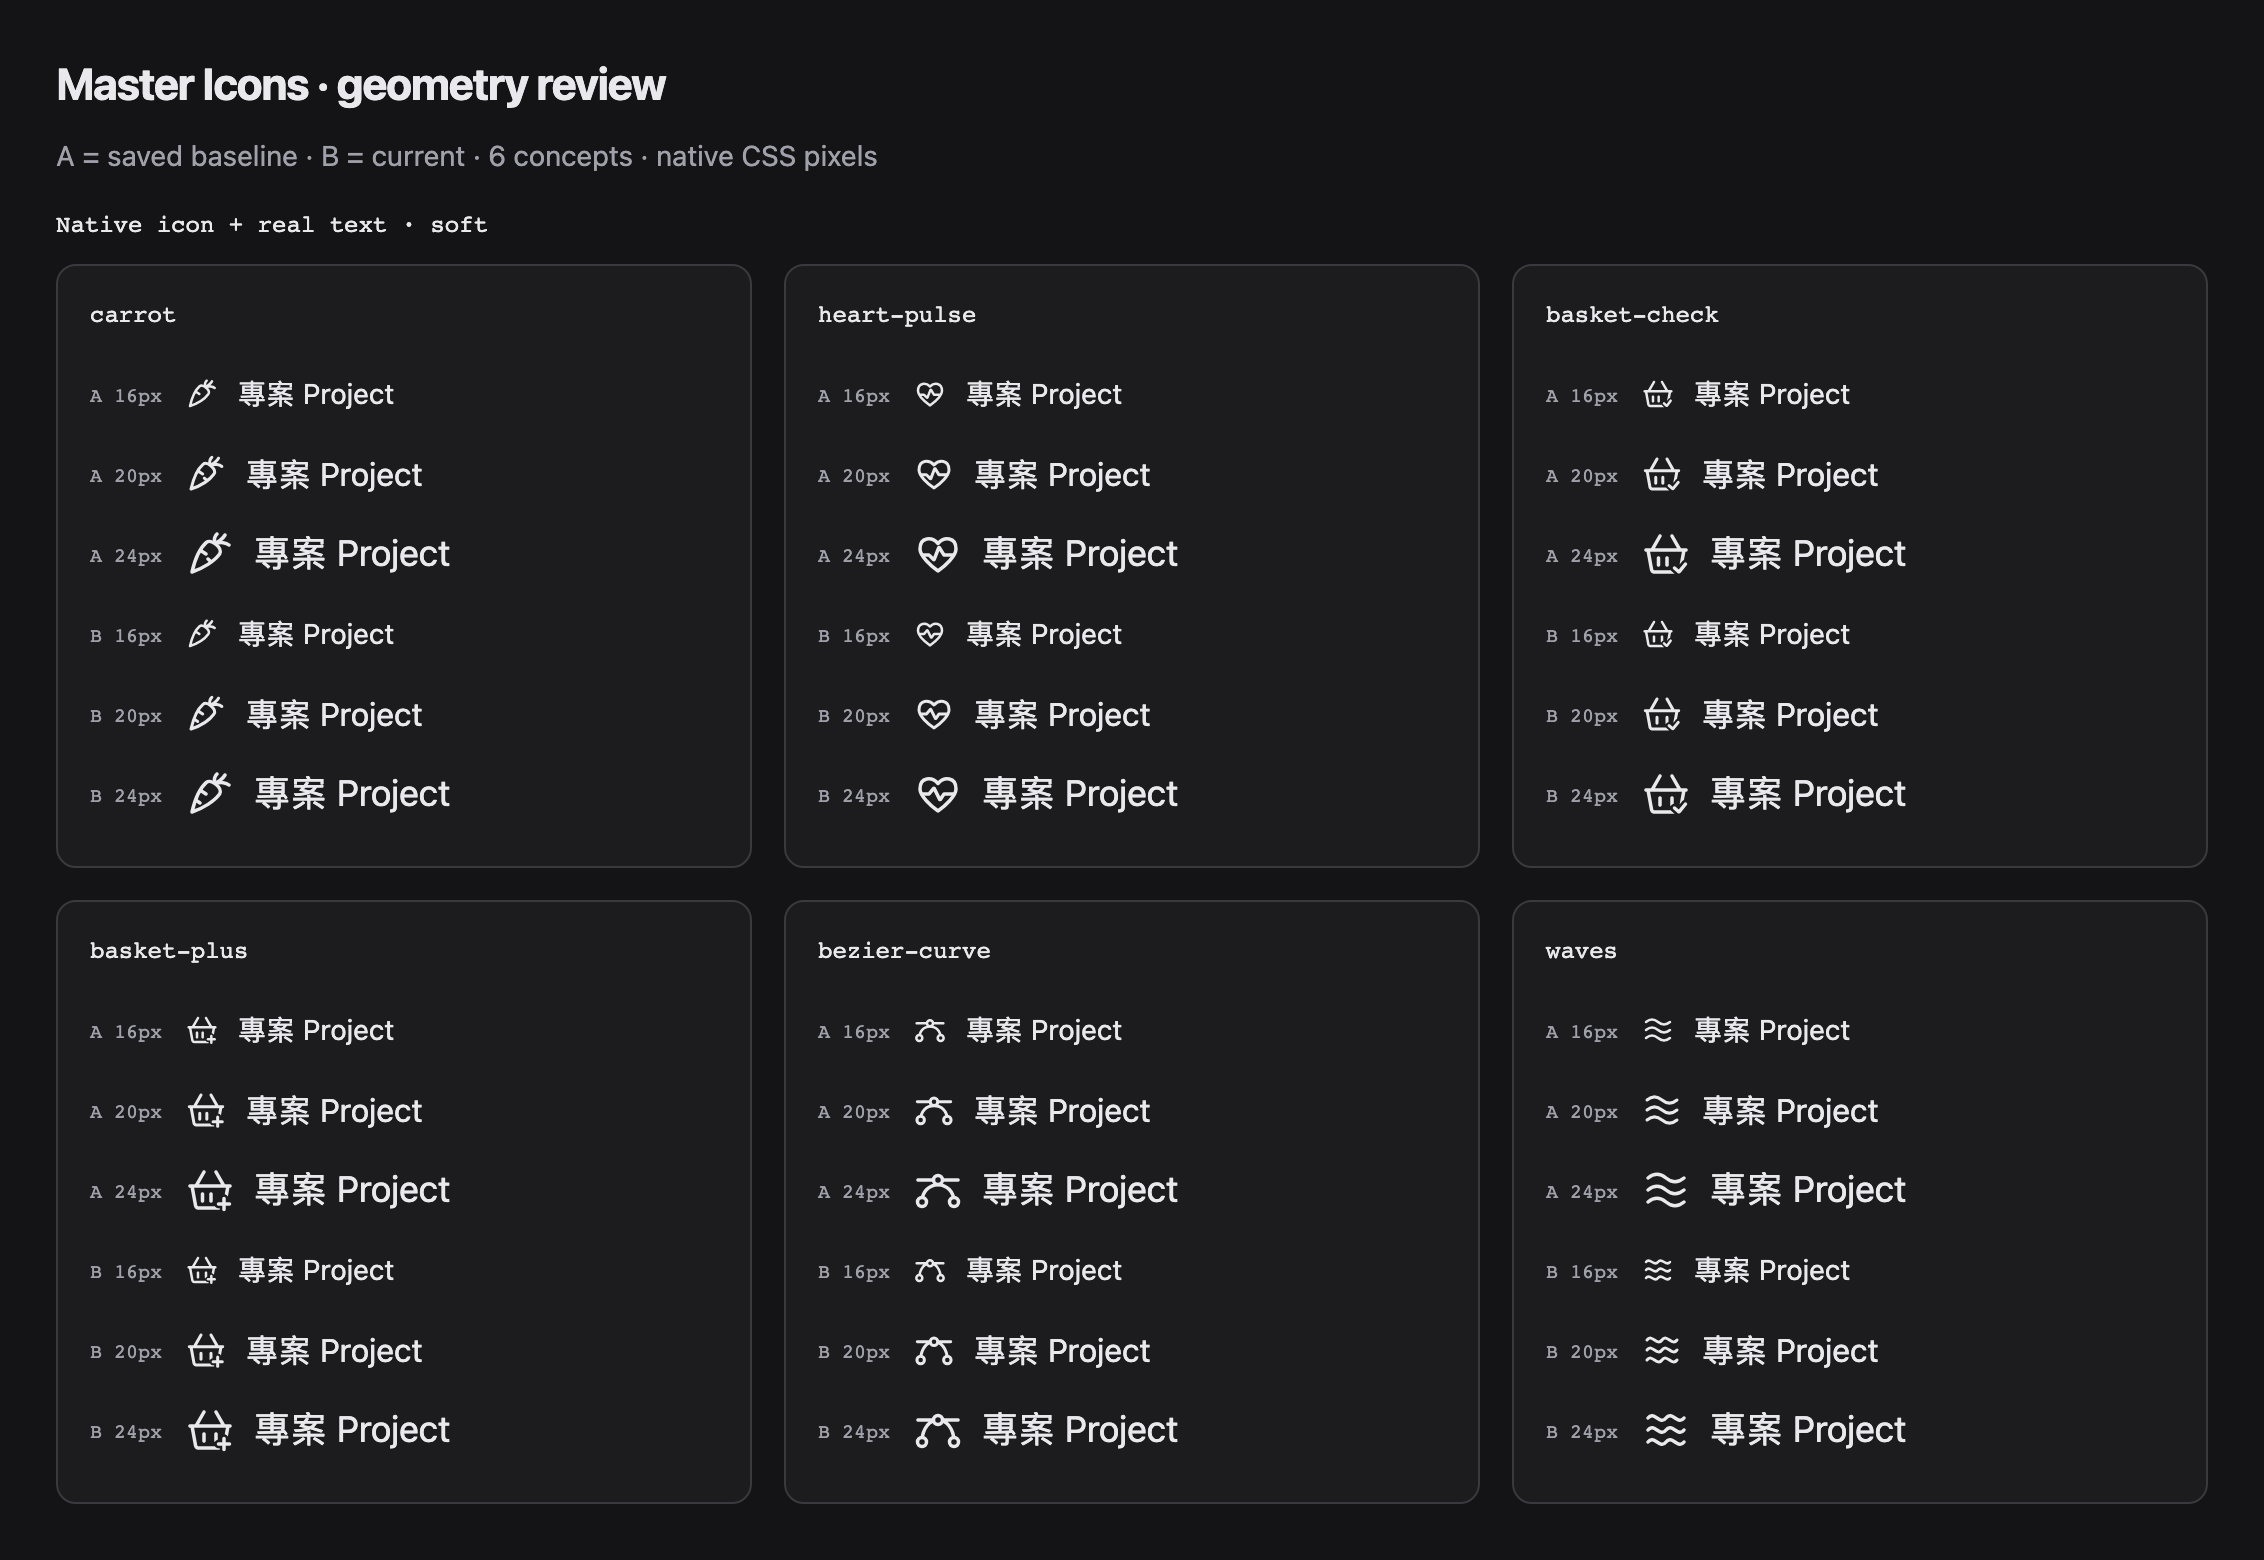 Master Icons · geometry review
A = saved baseline · B = current · 6 concepts · native CSS pixels
Native icon + real text · soft
carrot
A 16px 專案 Project
A 20px 專案 Project
A 24px 專案 Project
B 16px 專案 Project
B 20px 專案 Project
B 24px 專案 Project
heart-pulse
A 16px 專案 Project
A 20px 專案 Project
A 24px 專案 Project
B 16px 專案 Project
B 20px 專案 Project
B 24px 專案 Project
basket-check
A 16px 專案 Project
A 20px 專案 Project
A 24px 專案 Project
B 16px 專案 Project
B 20px 專案 Project
B 24px 專案 Project
basket-plus
A 16px 專案 Project
A 20px 專案 Project
A 24px 專案 Project
B 16px 專案 Project
B 20px 專案 Project
B 24px 專案 Project
bezier-curve
A 16px 專案 Project
A 20px 專案 Project
A 24px 專案 Project
B 16px 專案 Project
B 20px 專案 Project
B 24px 專案 Project
waves
A 16px 專案 Project
A 20px 專案 Project
A 24px 專案 Project
B 16px 專案 Project
B 20px 專案 Project
B 24px 專案 Project